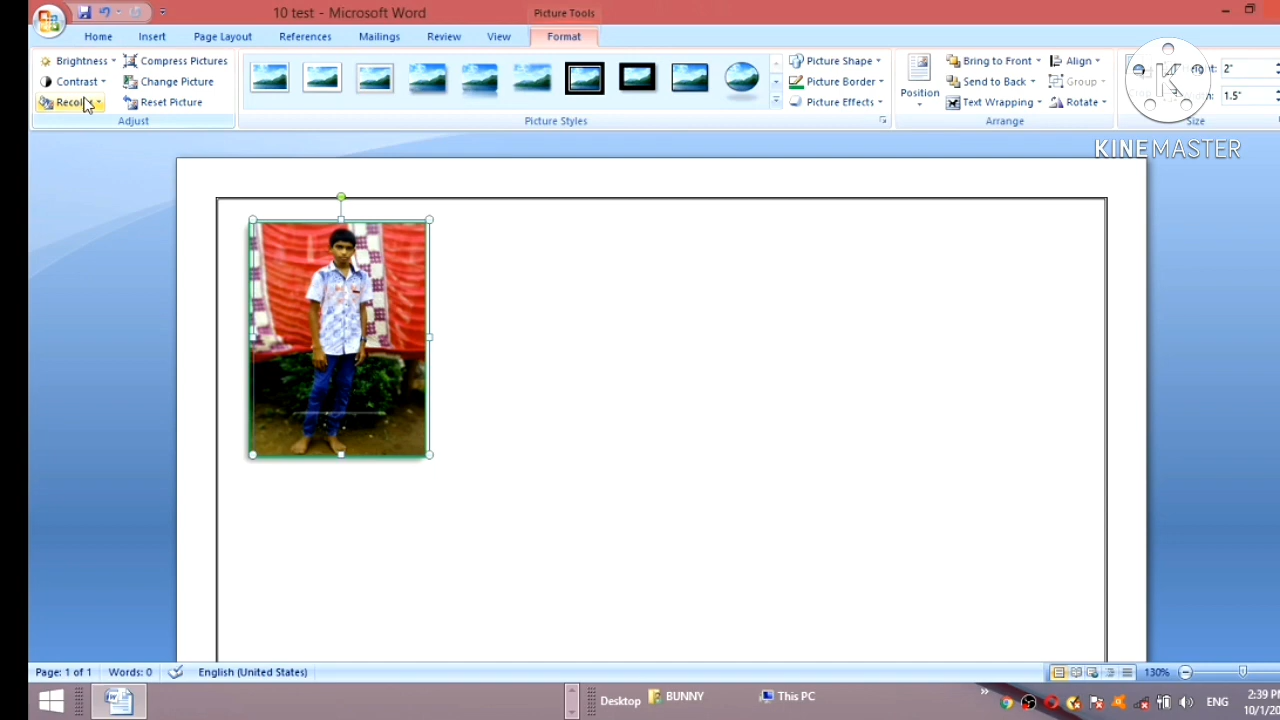 10 test - Microsoft Word
Picture Tools
Home Insert Page Layout References Mailings Review View Format
Brightness Compress Pictures
Contrast Change Picture
Reset Picture
Adjust
Picture Styles
Picture Shape
Picture Border
Picture Effects
Position
Bring to Front Align
Send to Back Group
Text Wrapping Rotate
Arrange
2"
1.5"
Size
K
KINEMASTER
Page: 1 of 1 Words: 0 English (United States) 130%
Desktop BUNNY This PC ENG
2:39 PM